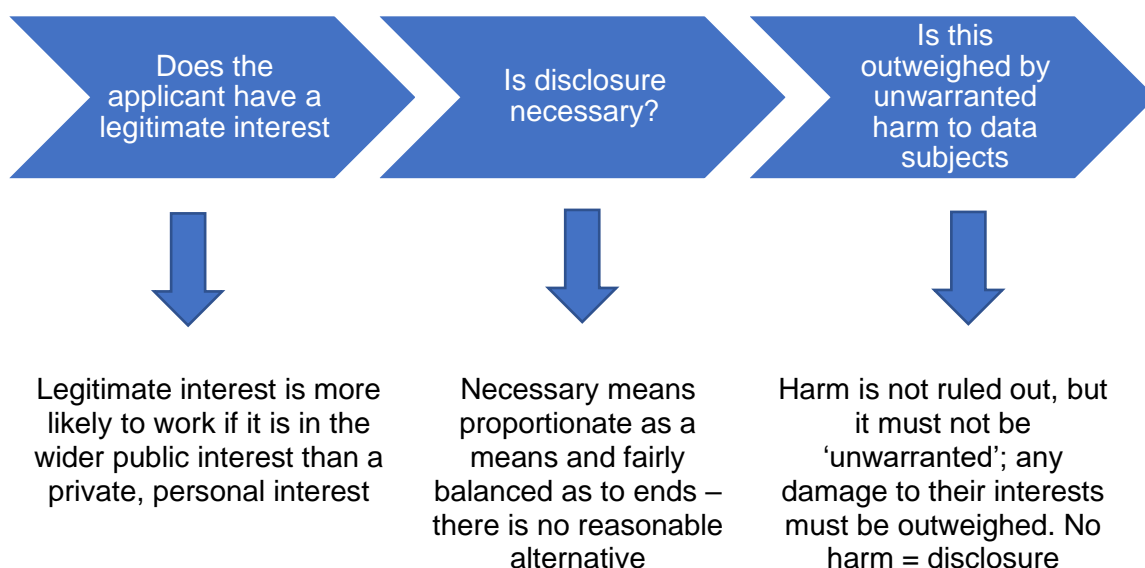 Does the
applicant have a
legitimate interest
Is disclosure
necessary?
Is this
outweighed by
unwarranted
harm to data
subjects
Legitimate interest is more
likely to work if it is in the
wider public interest than a
private, personal interest
Necessary means
proportionate as a
means and fairly
balanced as to ends –
there is no reasonable
alternative
Harm is not ruled out, but
it must not be
‘unwarranted’; any
damage to their interests
must be outweighed. No
harm = disclosure